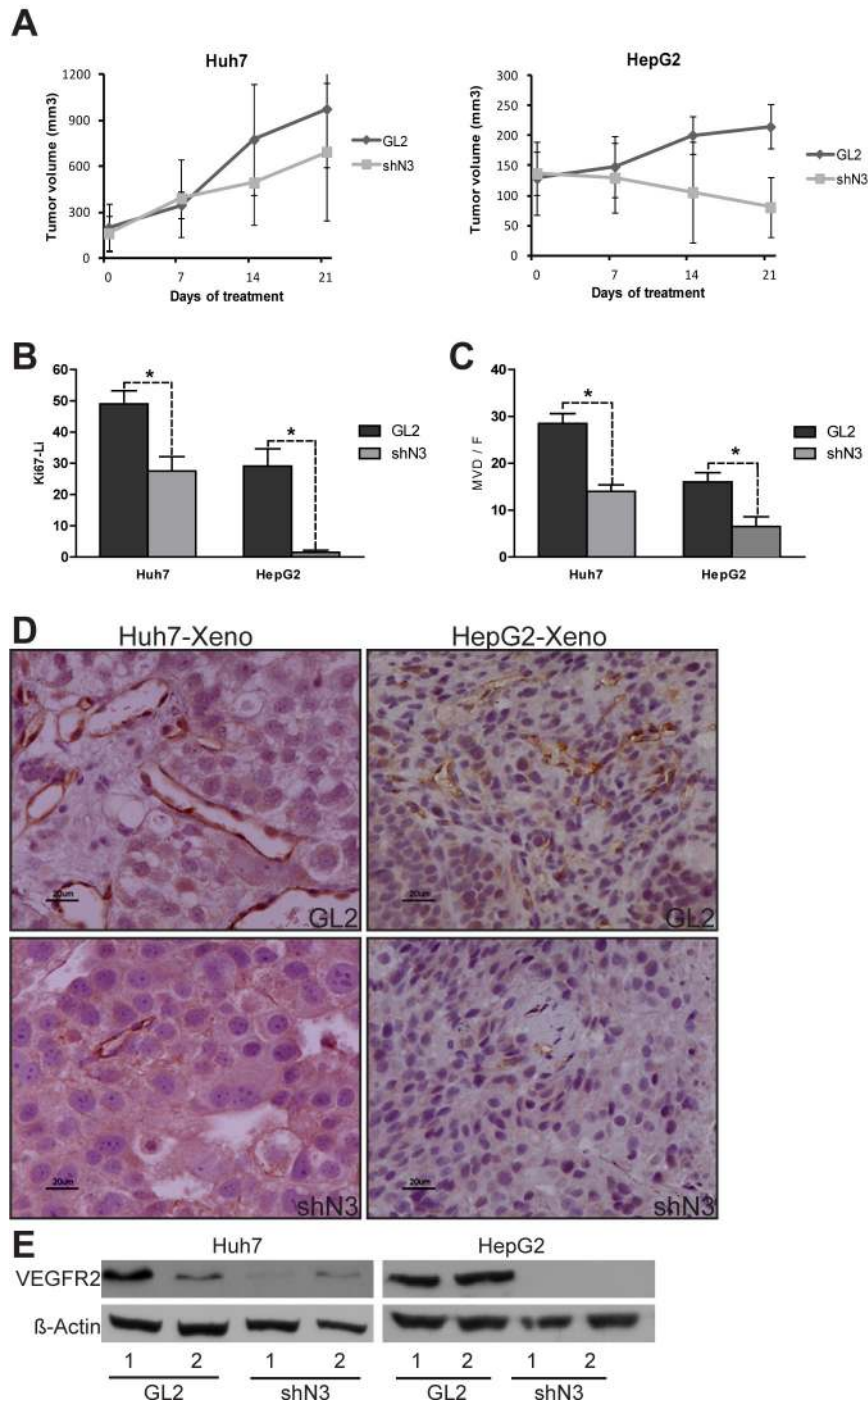 A
Huh7
Tumor volume (mm3)
1200
900
600
300
0
0 7 14 21
Days of treatment
GL2
shN3
HepG2
Tumor volume (mm3)
300
250
200
150
100
50
0
0 7 14 21
Days of treatment
GL2
shN3
B
Ki67-Li
60
50
40
30
20
10
0
* *
Huh7 HepG2
GL2
shN3
C
MVD / F
40
30
20
10
0
* *
Huh7 HepG2
GL2
shN3
D
Huh7-Xeno HepG2-Xeno
20um GL2
20um GL2
20um shN3
20um shN3
E
Huh7 HepG2
VEGFR2
ß-Actin
1 2 1 2 1 2 1 2
GL2 shN3 GL2 shN3